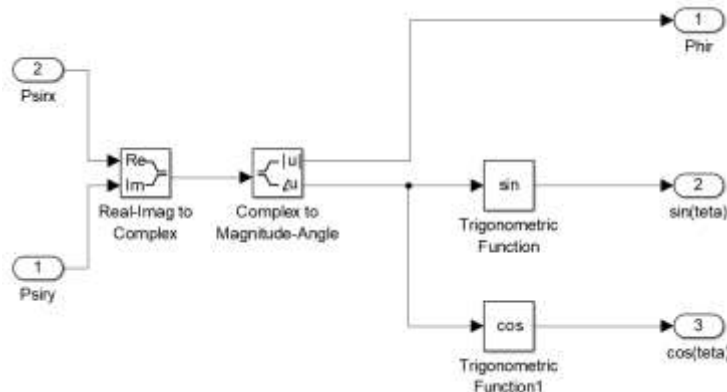 1
Phir
2
Psirx
Re
Im
|u|
∠u
Real-Imag to
Complex
Complex to
Magnitude-Angle
sin
Trigonometric
Function
2
sin(teta)
1
Psiry
cos
Trigonometric
Function1
3
cos(teta)